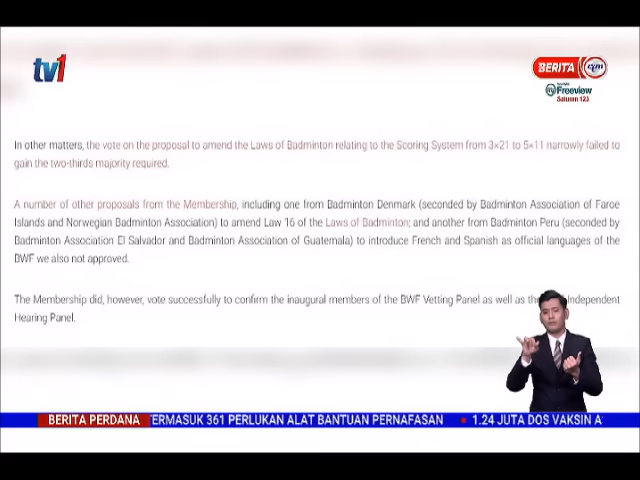 tv1
BERITA rtm
Freeview
Saluran 123
In other matters, the vote on the proposal to amend the Laws of Badminton relating to the Scoring System from 3×21 to 5×11 narrowly failed to
gain the two-thirds majority required.
A number of other proposals from the Membership, including one from Badminton Denmark (seconded by Badminton Association of Faroe
Islands and Norwegian Badminton Association) to amend Law 16 of the Laws of Badminton; and another from Badminton Peru (seconded by
Badminton Association El Salvador and Badminton Association of Guatemala) to introduce French and Spanish as official languages of the
BWF we also not approved.
The Membership did, however, vote successfully to confirm the inaugural members of the BWF Vetting Panel as well as the Independent
Hearing Panel.
BERITA PERDANA TERMASUK 361 PERLUKAN ALAT BANTUAN PERNAFASAN • 1.24 JUTA DOS VAKSIN A